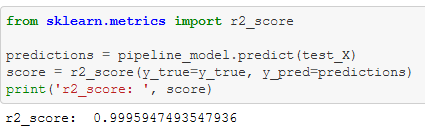 from sklearn.metrics import r2_score
predictions = pipeline_model.predict(test_X)
score = r2_score(y_true=y_true, y_pred=predictions)
print('r2_score: ', score)
r2_score:  0.9995947493547936